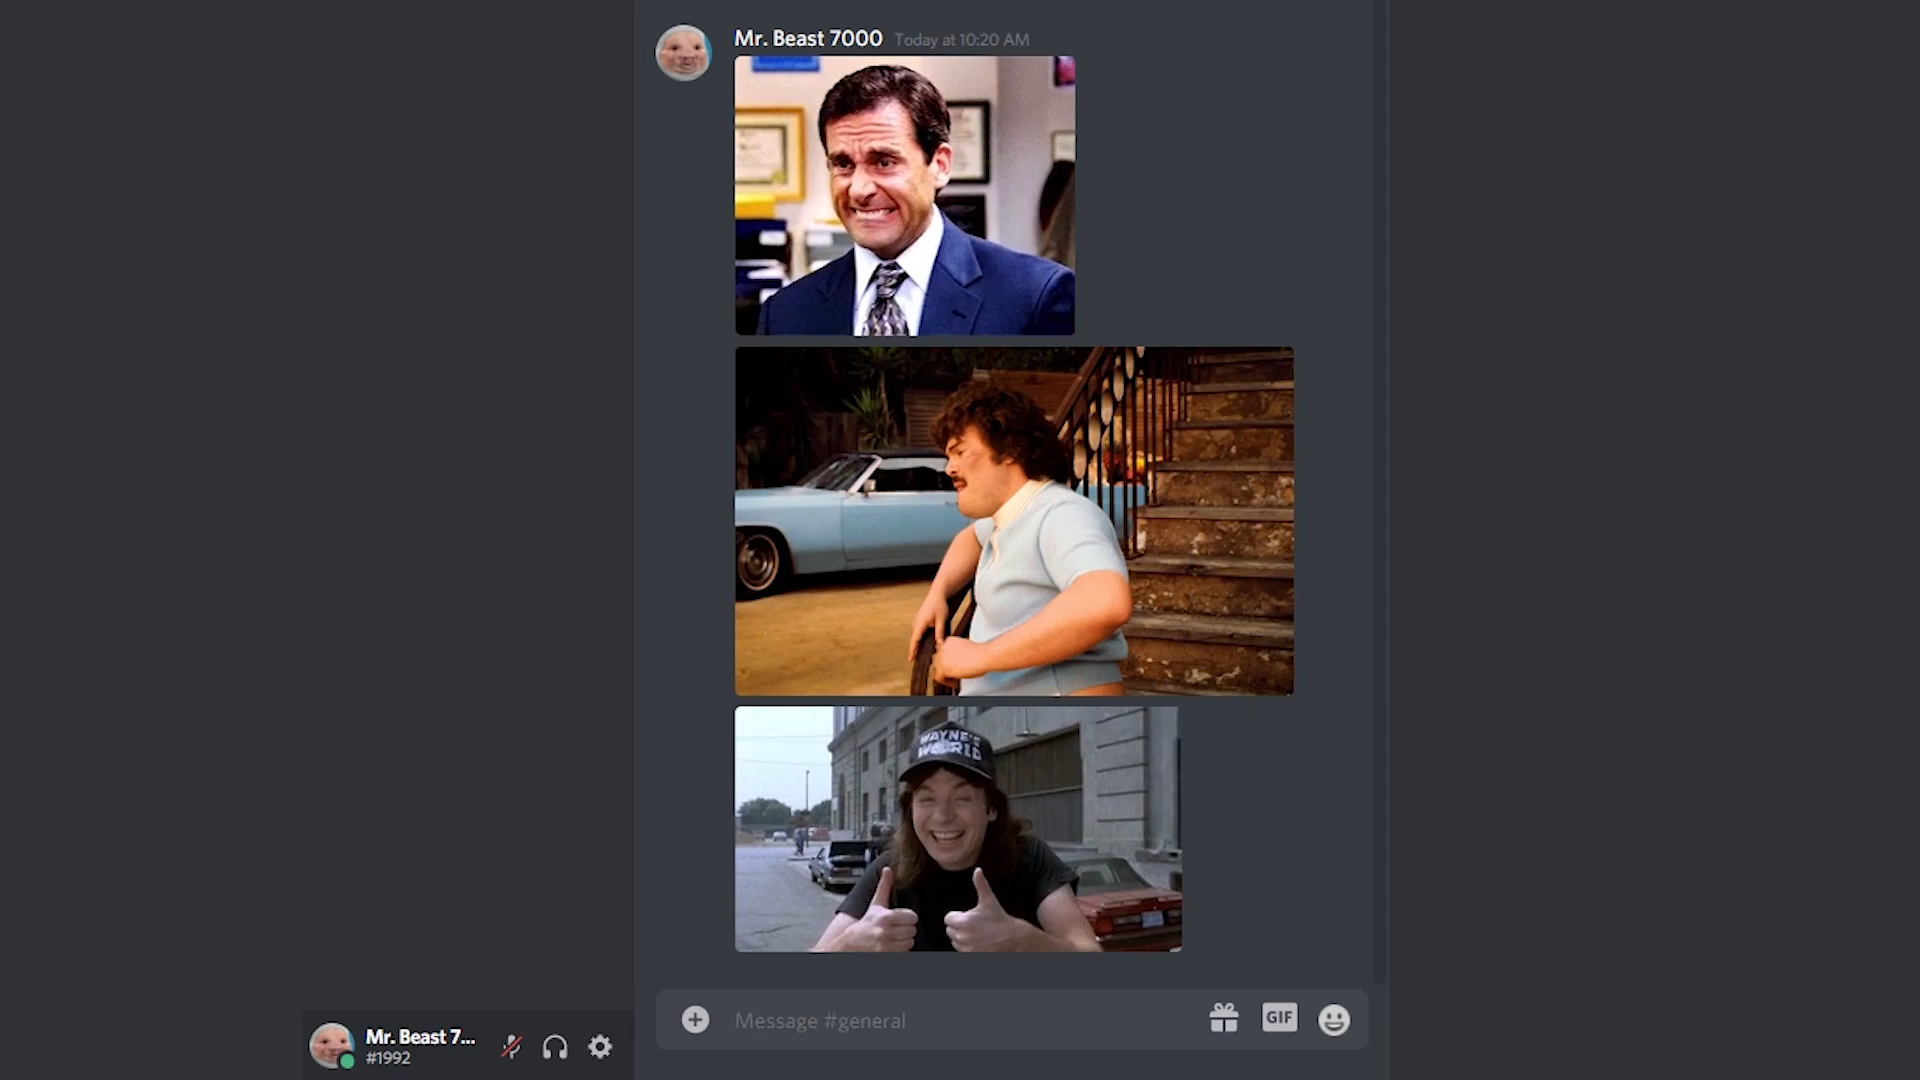 Mr. Beast 7000 Today at 10:20 AM
WAYNE'S
WORLD
Message #general
GIF
Mr. Beast 7...
#1992